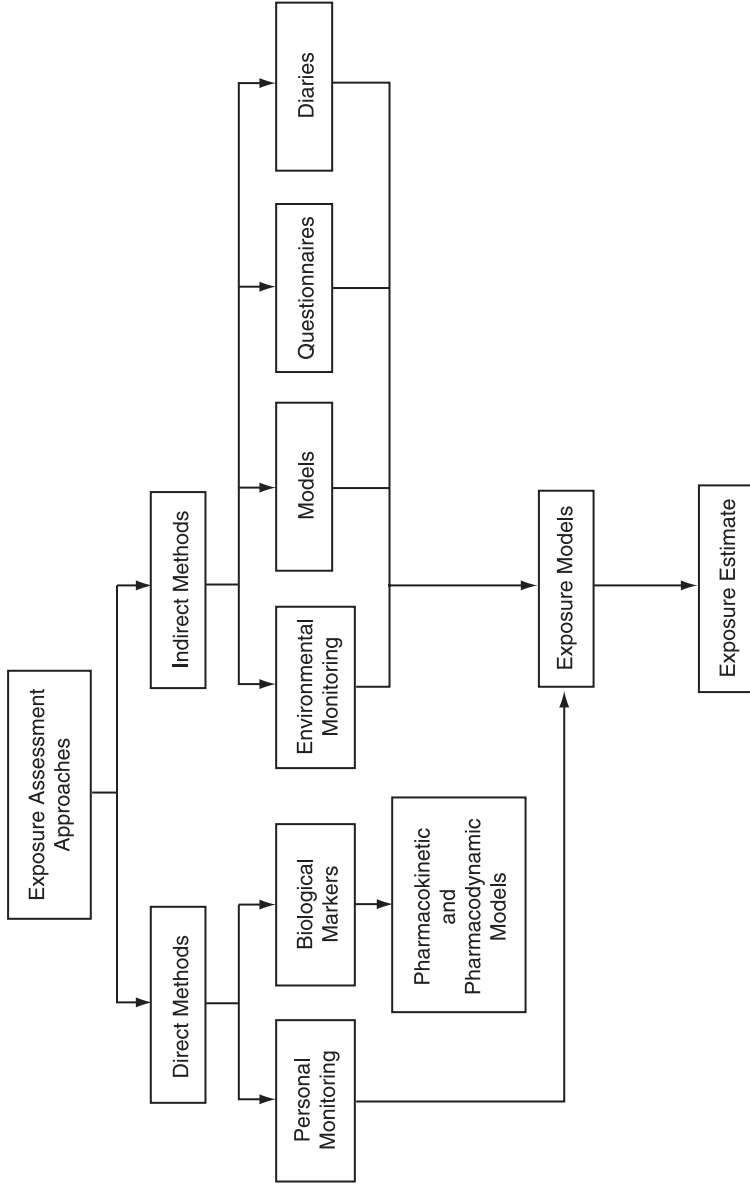 Exposure Assessment
Approaches
Direct Methods
Indirect Methods
Personal
Monitoring
Biological
Markers
Environmental
Monitoring
Models
Questionnaires
Diaries
Pharmacokinetic
and
Pharmacodynamic
Models
Exposure Models
Exposure Estimate